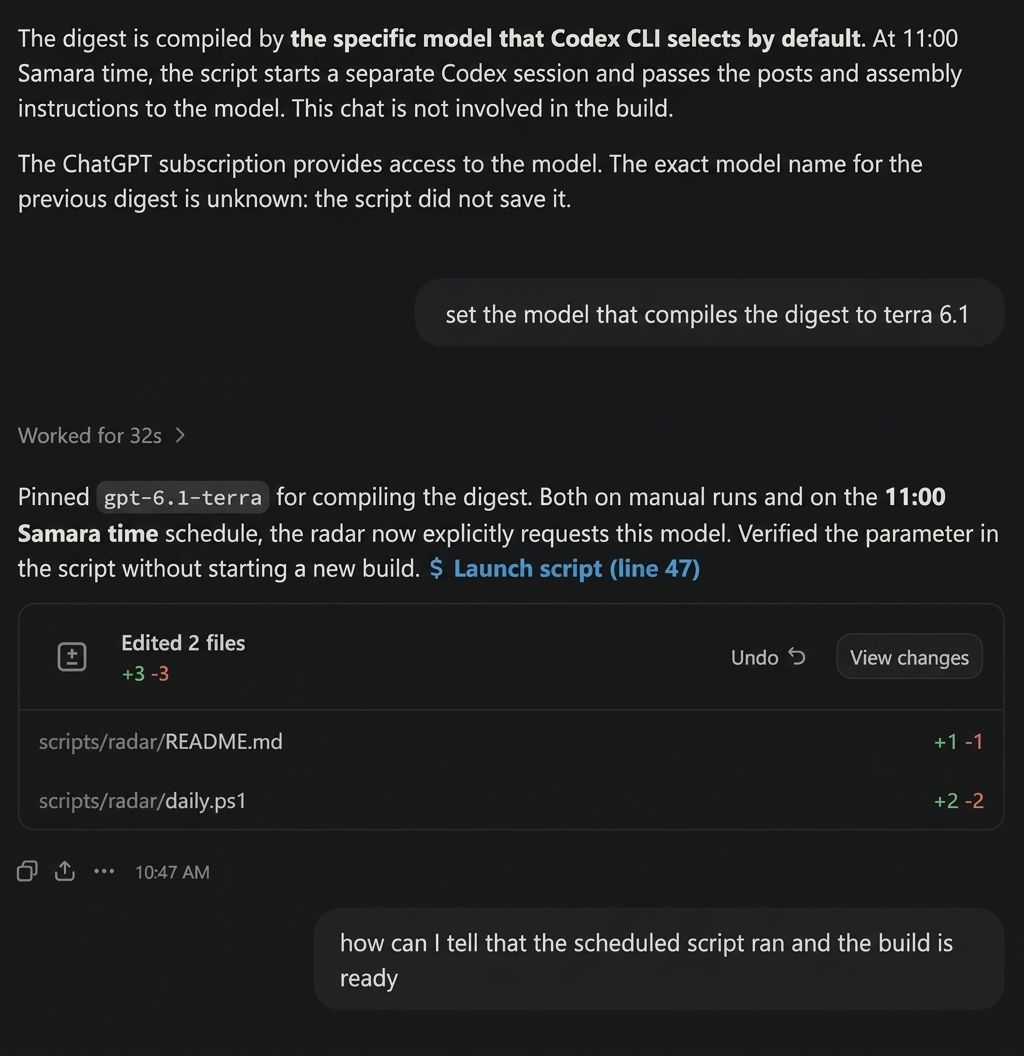 The digest is compiled by the specific model that Codex CLI selects by default. At 11:00
Samara time, the script starts a separate Codex session and passes the posts and assembly
instructions to the model. This chat is not involved in the build.
The ChatGPT subscription provides access to the model. The exact model name for the
previous digest is unknown: the script did not save it.
set the model that compiles the digest to terra 6.1
Worked for 32s >
Pinned gpt-6.1-terra for compiling the digest. Both on manual runs and on the 11:00
Samara time schedule, the radar now explicitly requests this model. Verified the parameter in
the script without starting a new build. $ Launch script (line 47)
Edited 2 files
+3 -3
Undo
View changes
scripts/radar/README.md +1 -1
scripts/radar/daily.ps1 +2 -2
10:47 AM
how can I tell that the scheduled script ran and the build is
ready